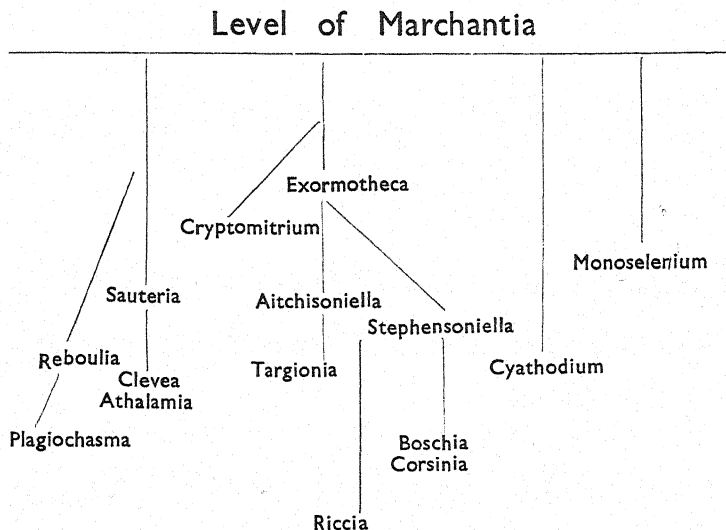 Level of Marchantia
Exormotheca
Cryptomitrium
Monoselenium
Sauteria
Aitchisoniella
Stephensoniella
Reboulia
Targionia
Cyathodium
Clevea
Athalamia
Plagiochasma
Boschia
Corsinia
Riccia